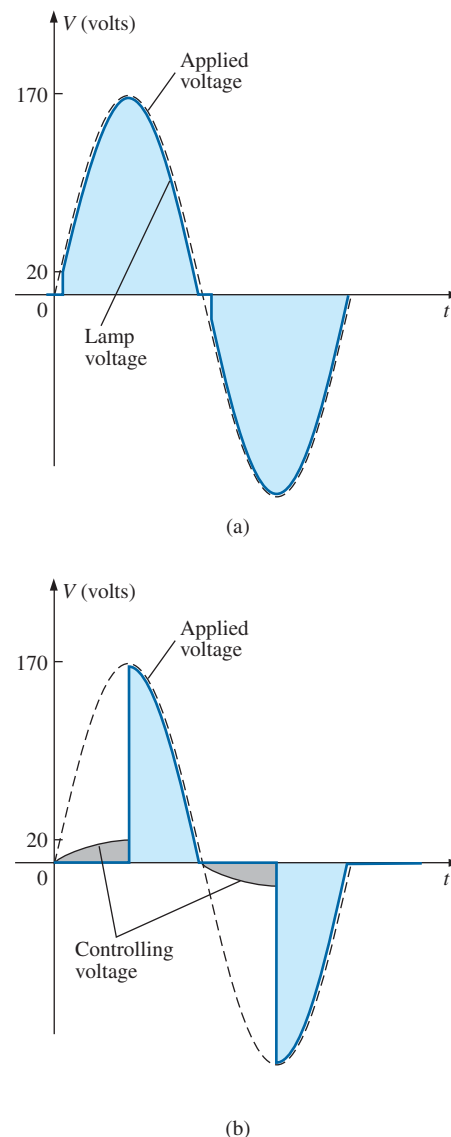 V (volts)
Applied
voltage
170
20
0
t
Lamp
voltage
(a)
V (volts)
Applied
voltage
170
20
0
t
Controlling
voltage
(b)